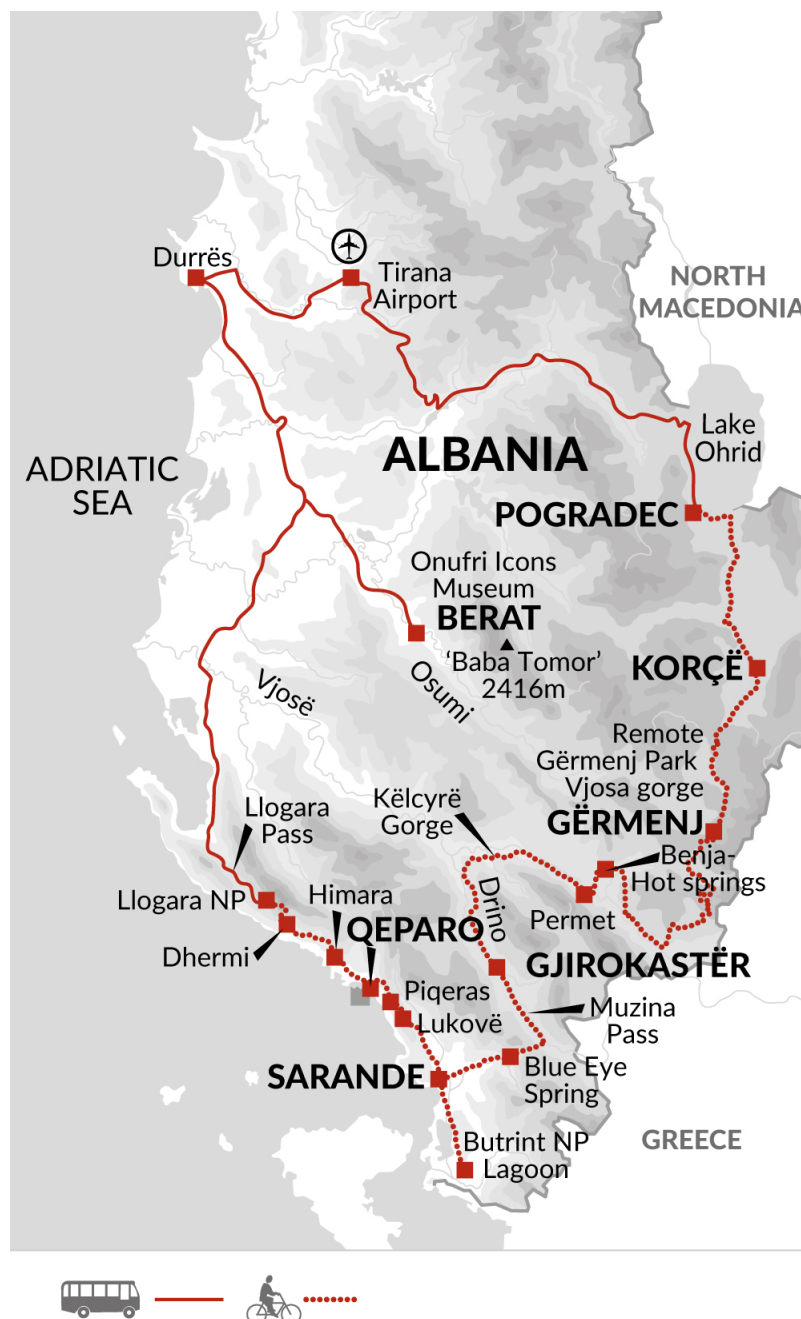 Durrës
Tirana
Airport
NORTH
MACEDONIA
Lake
Ohrid
ADRIATIC
SEA
ALBANIA
POGRADEC
Onufri Icons
Museum
BERAT
‘Baba Tomor’
2416m
Osumi
Vjosë
KORÇË
Remote
Gërmenj Park
Vjosa gorge
GËRMENJ
Këlcyrë
Gorge
Llogara
Pass
Benja-
Hot springs
Llogara NP
Himara
Drino
Permet
QEPARO
Dhermi
GJIROKASTËR
Piqeras
Lukovë
Muzina
Pass
SARANDE
Blue Eye
Spring
Butrint NP
Lagoon
GREECE